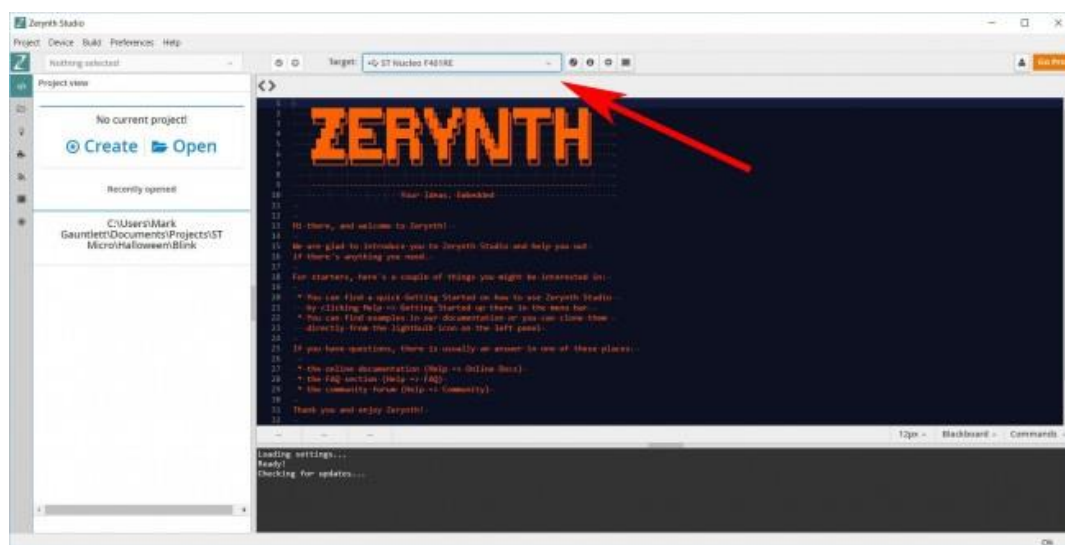 Zerynth Studio
Project Device Build Preferences Help
Nothing selected!
Target: ST Nucleo F401RE
Go Pro
Project view
No current project!
Create Open
Recently opened
C:\Users\Mark
Gauntlett\Documents\Projects\ST
Micro\Halloween\Blink
ZERYNTH
Your Ideas, Embedded
Hi there, and welcome to Zerynth!
We are glad to introduce you to Zerynth Studio and help you out
if there's anything you need.
For starters, here's a couple of things you might be interested in:
* You can find a quick Getting Started on how to use Zerynth Studio
by clicking Help -> Getting Started up there in the menu bar
* You can find examples in our documentation or you can clone them
directly from the lightbulb icon on the left panel.
If you have questions, there is usually an answer in one of these places:
* the online documentation (Help -> Online Docs)
* the FAQ section (Help -> FAQ)
* the community forum (Help -> Community)
Thank you and enjoy Zerynth!
12px Blackboard Commands
Loading settings...
Ready!
Checking for updates...